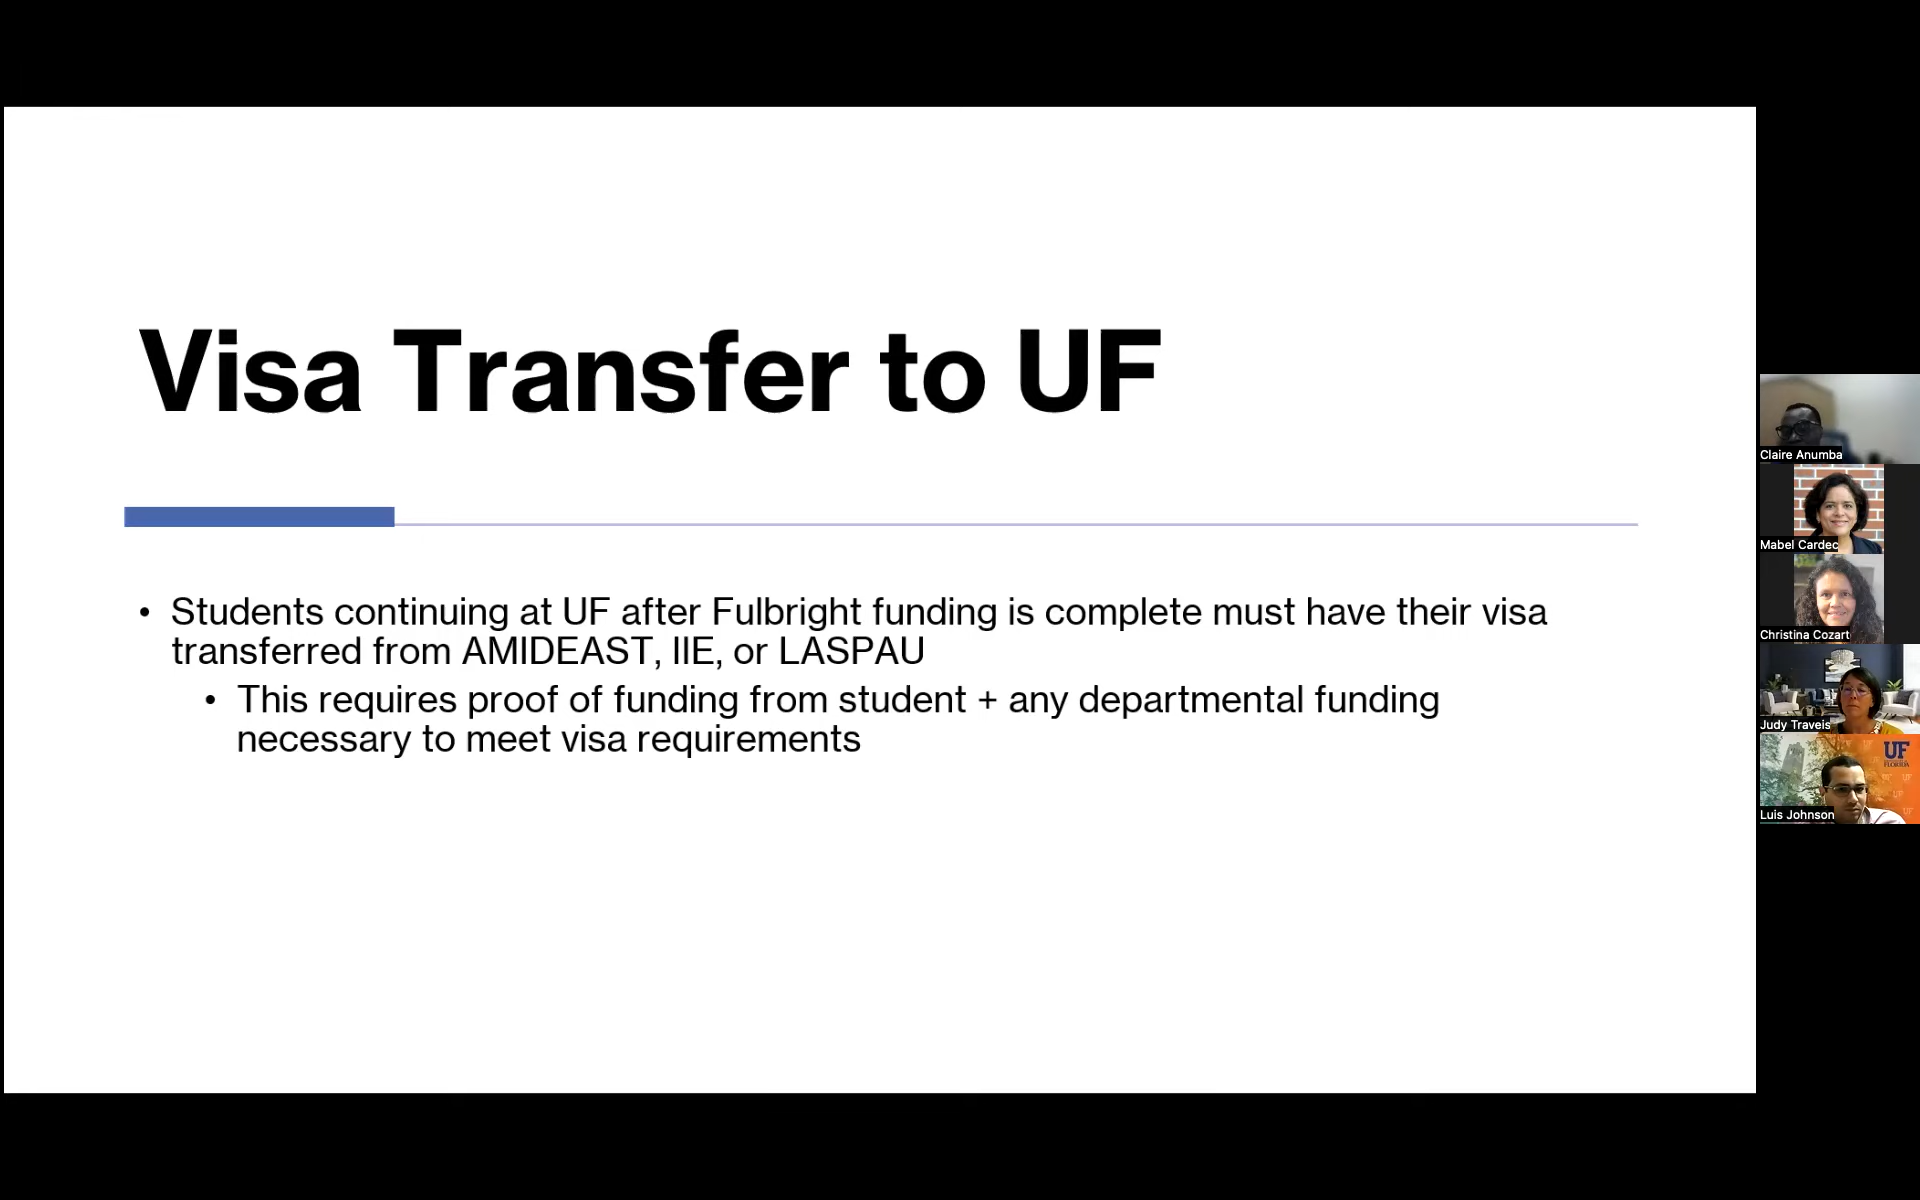 Visa Transfer to UF
• Students continuing at UF after Fulbright funding is complete must have their visa
transferred from AMIDEAST, IIE, or LASPAU
• This requires proof of funding from student + any departmental funding
necessary to meet visa requirements
Claire Anumba
Mabel Cardec
Christina Cozart
Judy Traveis
UF
FLORIDA
Luis Johnson